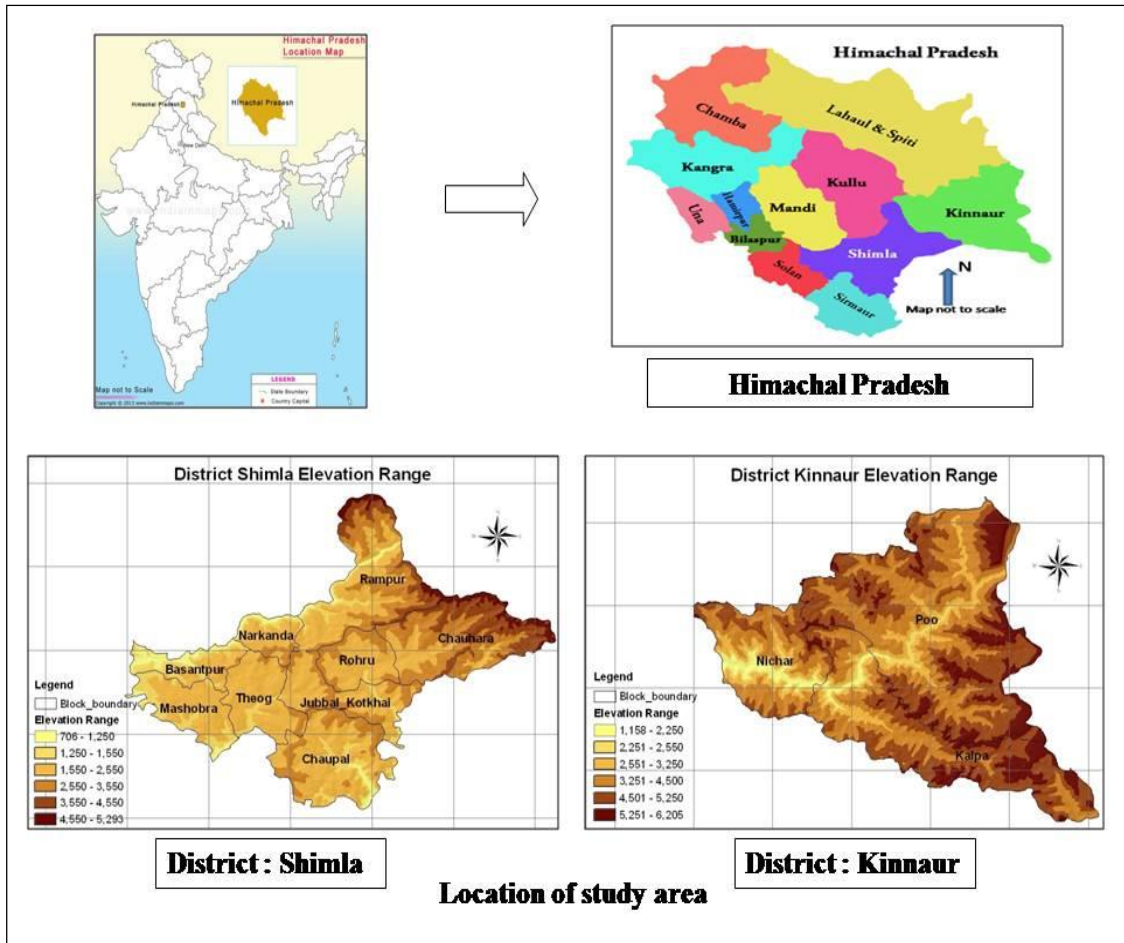 Himachal Pradesh
Location Map
Himachal Pradesh
Himachal Pradesh
New Delhi
Map not to Scale
Copyright © 2013 www.indiainmaps.com
LEGEND
State Boundary
Country Capital
Himachal Pradesh
Chamba
Lahaul & Spiti
Kangra
Kullu
Hamirpur
Mandi
Una
Kinnaur
Bilaspur
Shimla
Solan
N
Sirmaur
Map not to scale
Himachal Pradesh
District Shimla Elevation Range
Rampur
Narkanda
Chauhara
Rohru
Basantpur
Theog
Jubbal_Kotkhai
Mashobra
Chaupal
Legend
Block_boundary
Elevation Range
706 - 1,250
1,250 - 1,550
1,550 - 2,550
2,550 - 3,550
3,550 - 4,550
4,550 - 5,293
District : Shimla
District Kinnaur Elevation Range
Poo
Nichar
Kalpa
Legend
Block_boundary
Elevation Range
1,158 - 2,250
2,251 - 2,550
2,551 - 3,250
3,251 - 4,500
4,501 - 5,250
5,251 - 6,205
District : Kinnaur
Location of study area